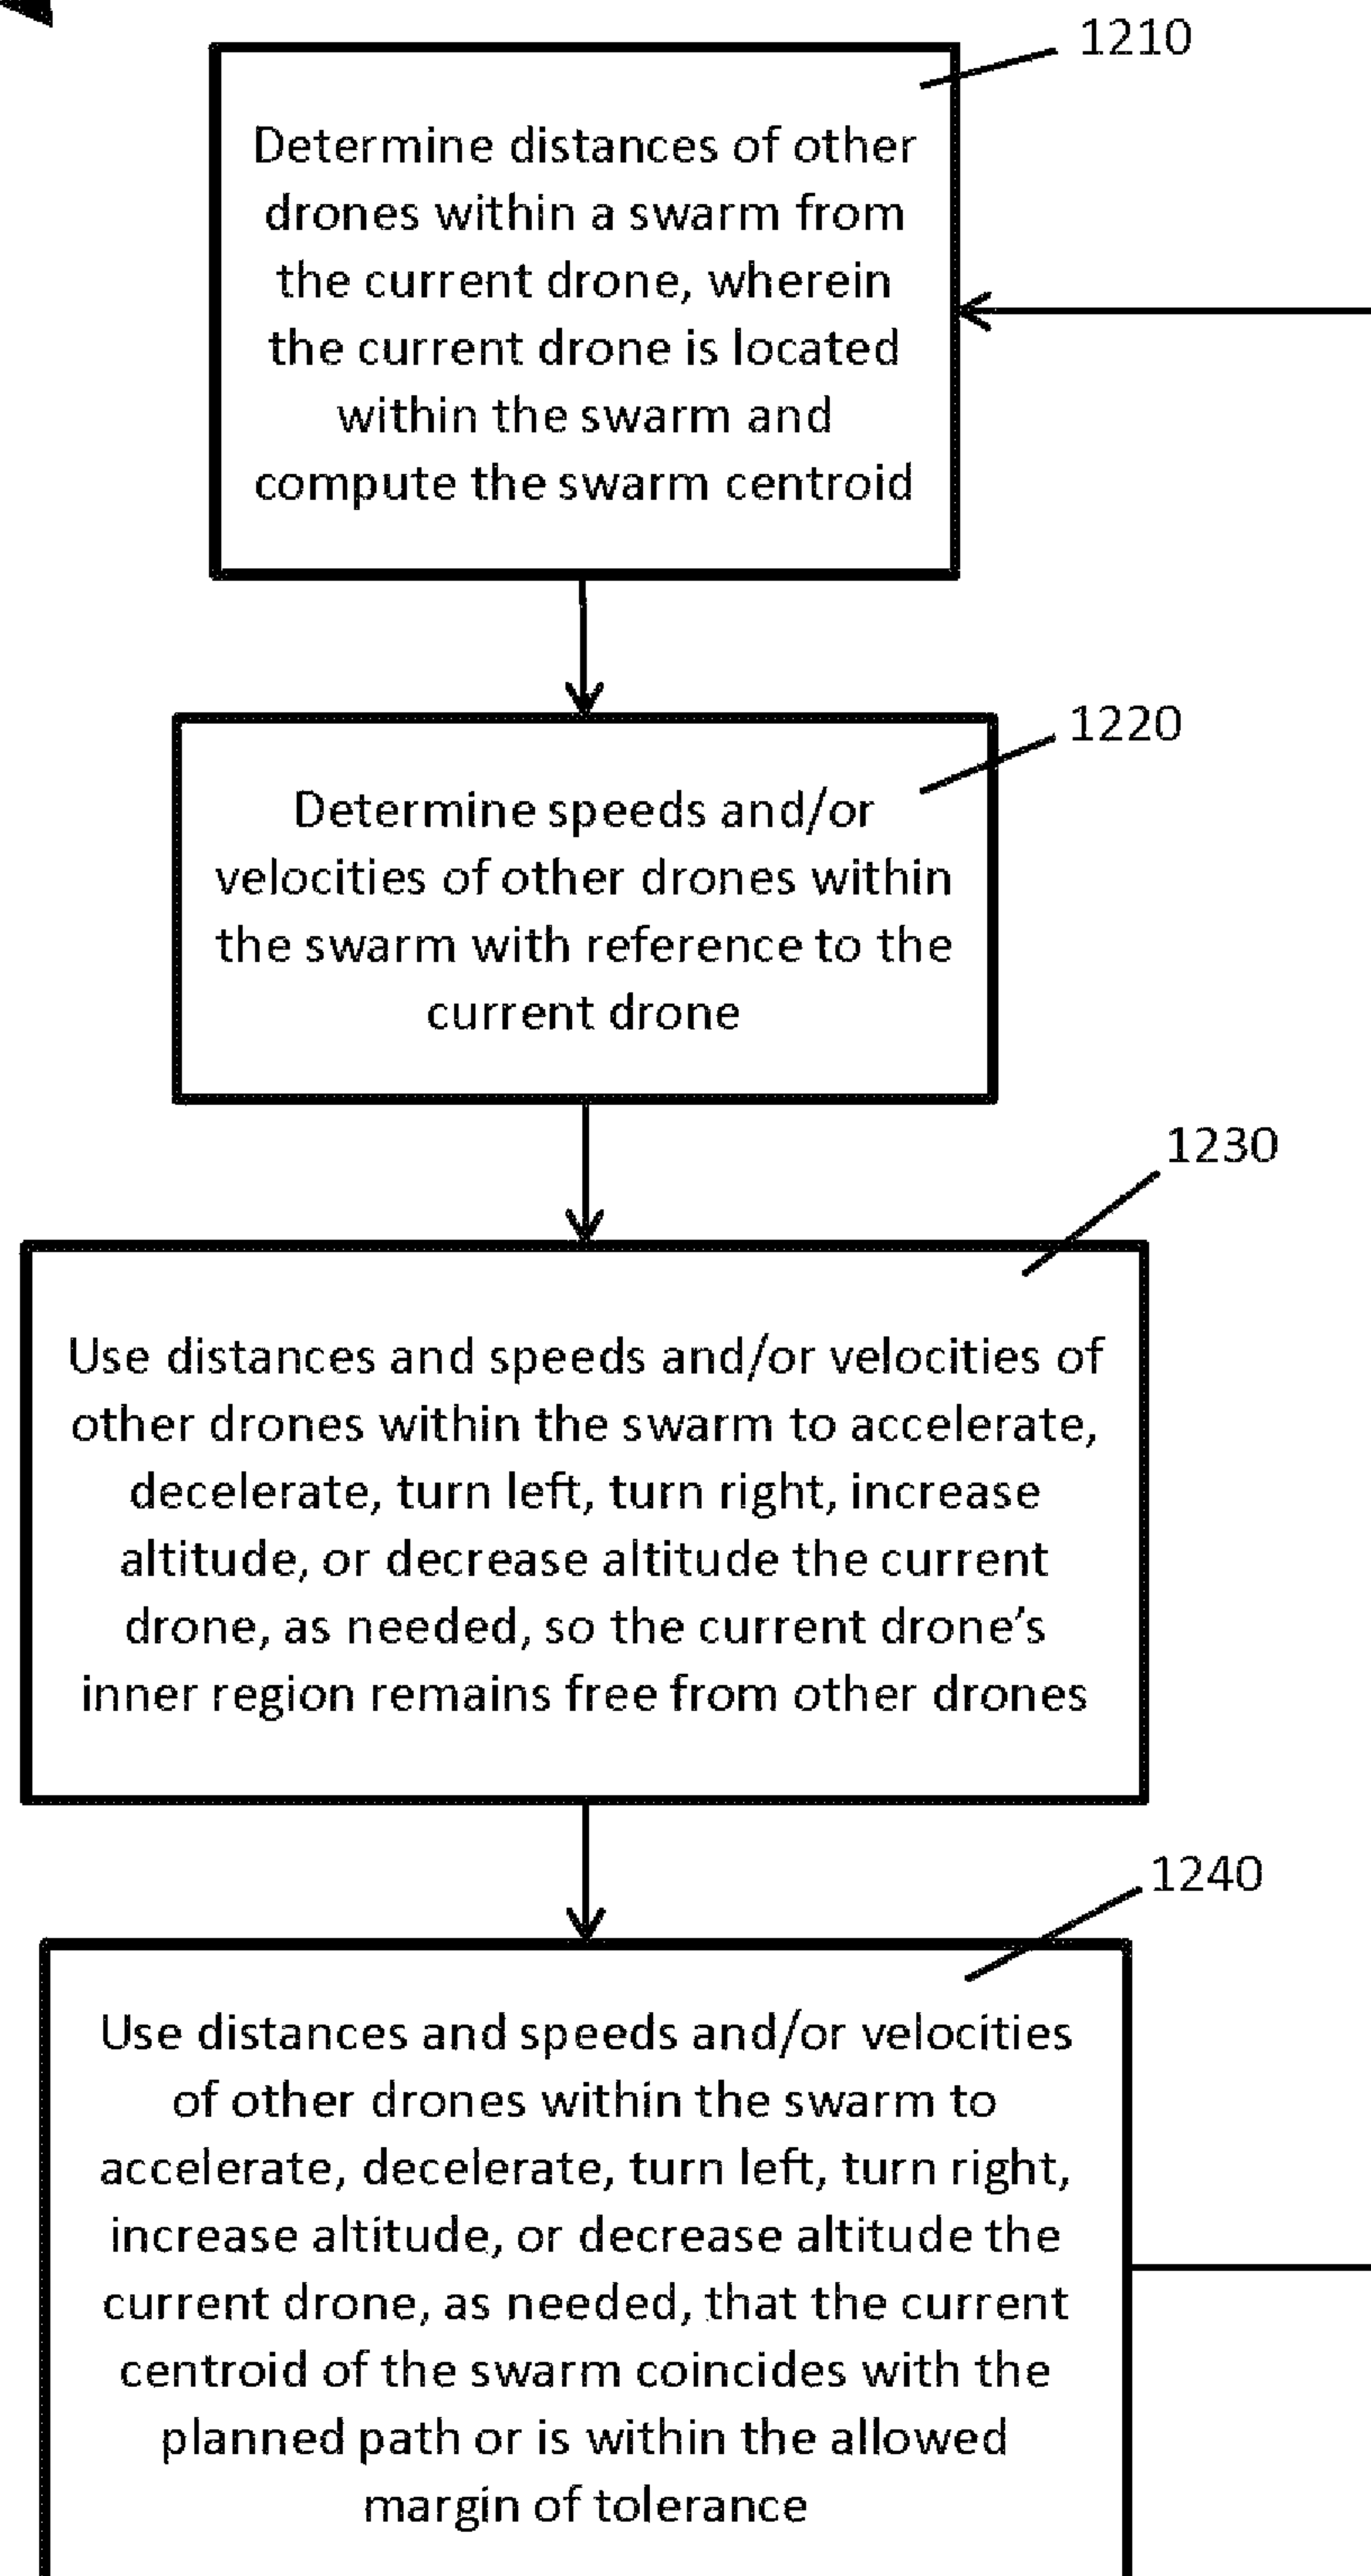 1210
Determine distances of other
drones within a swarm from
the current drone, wherein
the current drone is located
within the swarm and
compute the swarm centroid
1220
Determine speeds and/or
velocities of other drones within
the swarm with reference to the
current drone
1230
Use distances and speeds and/or velocities of
other drones within the swarm to accelerate,
decelerate, turn left, turn right, increase
altitude, or decrease altitude the current
drone, as needed, so the current drone’s
inner region remains free from other drones
1240
Use distances and speeds and/or velocities
of other drones within the swarm to
accelerate, decelerate, turn left, turn right,
increase altitude, or decrease altitude the
current drone, as needed, that the current
centroid of the swarm coincides with the
planned path or is within the allowed
margin of tolerance